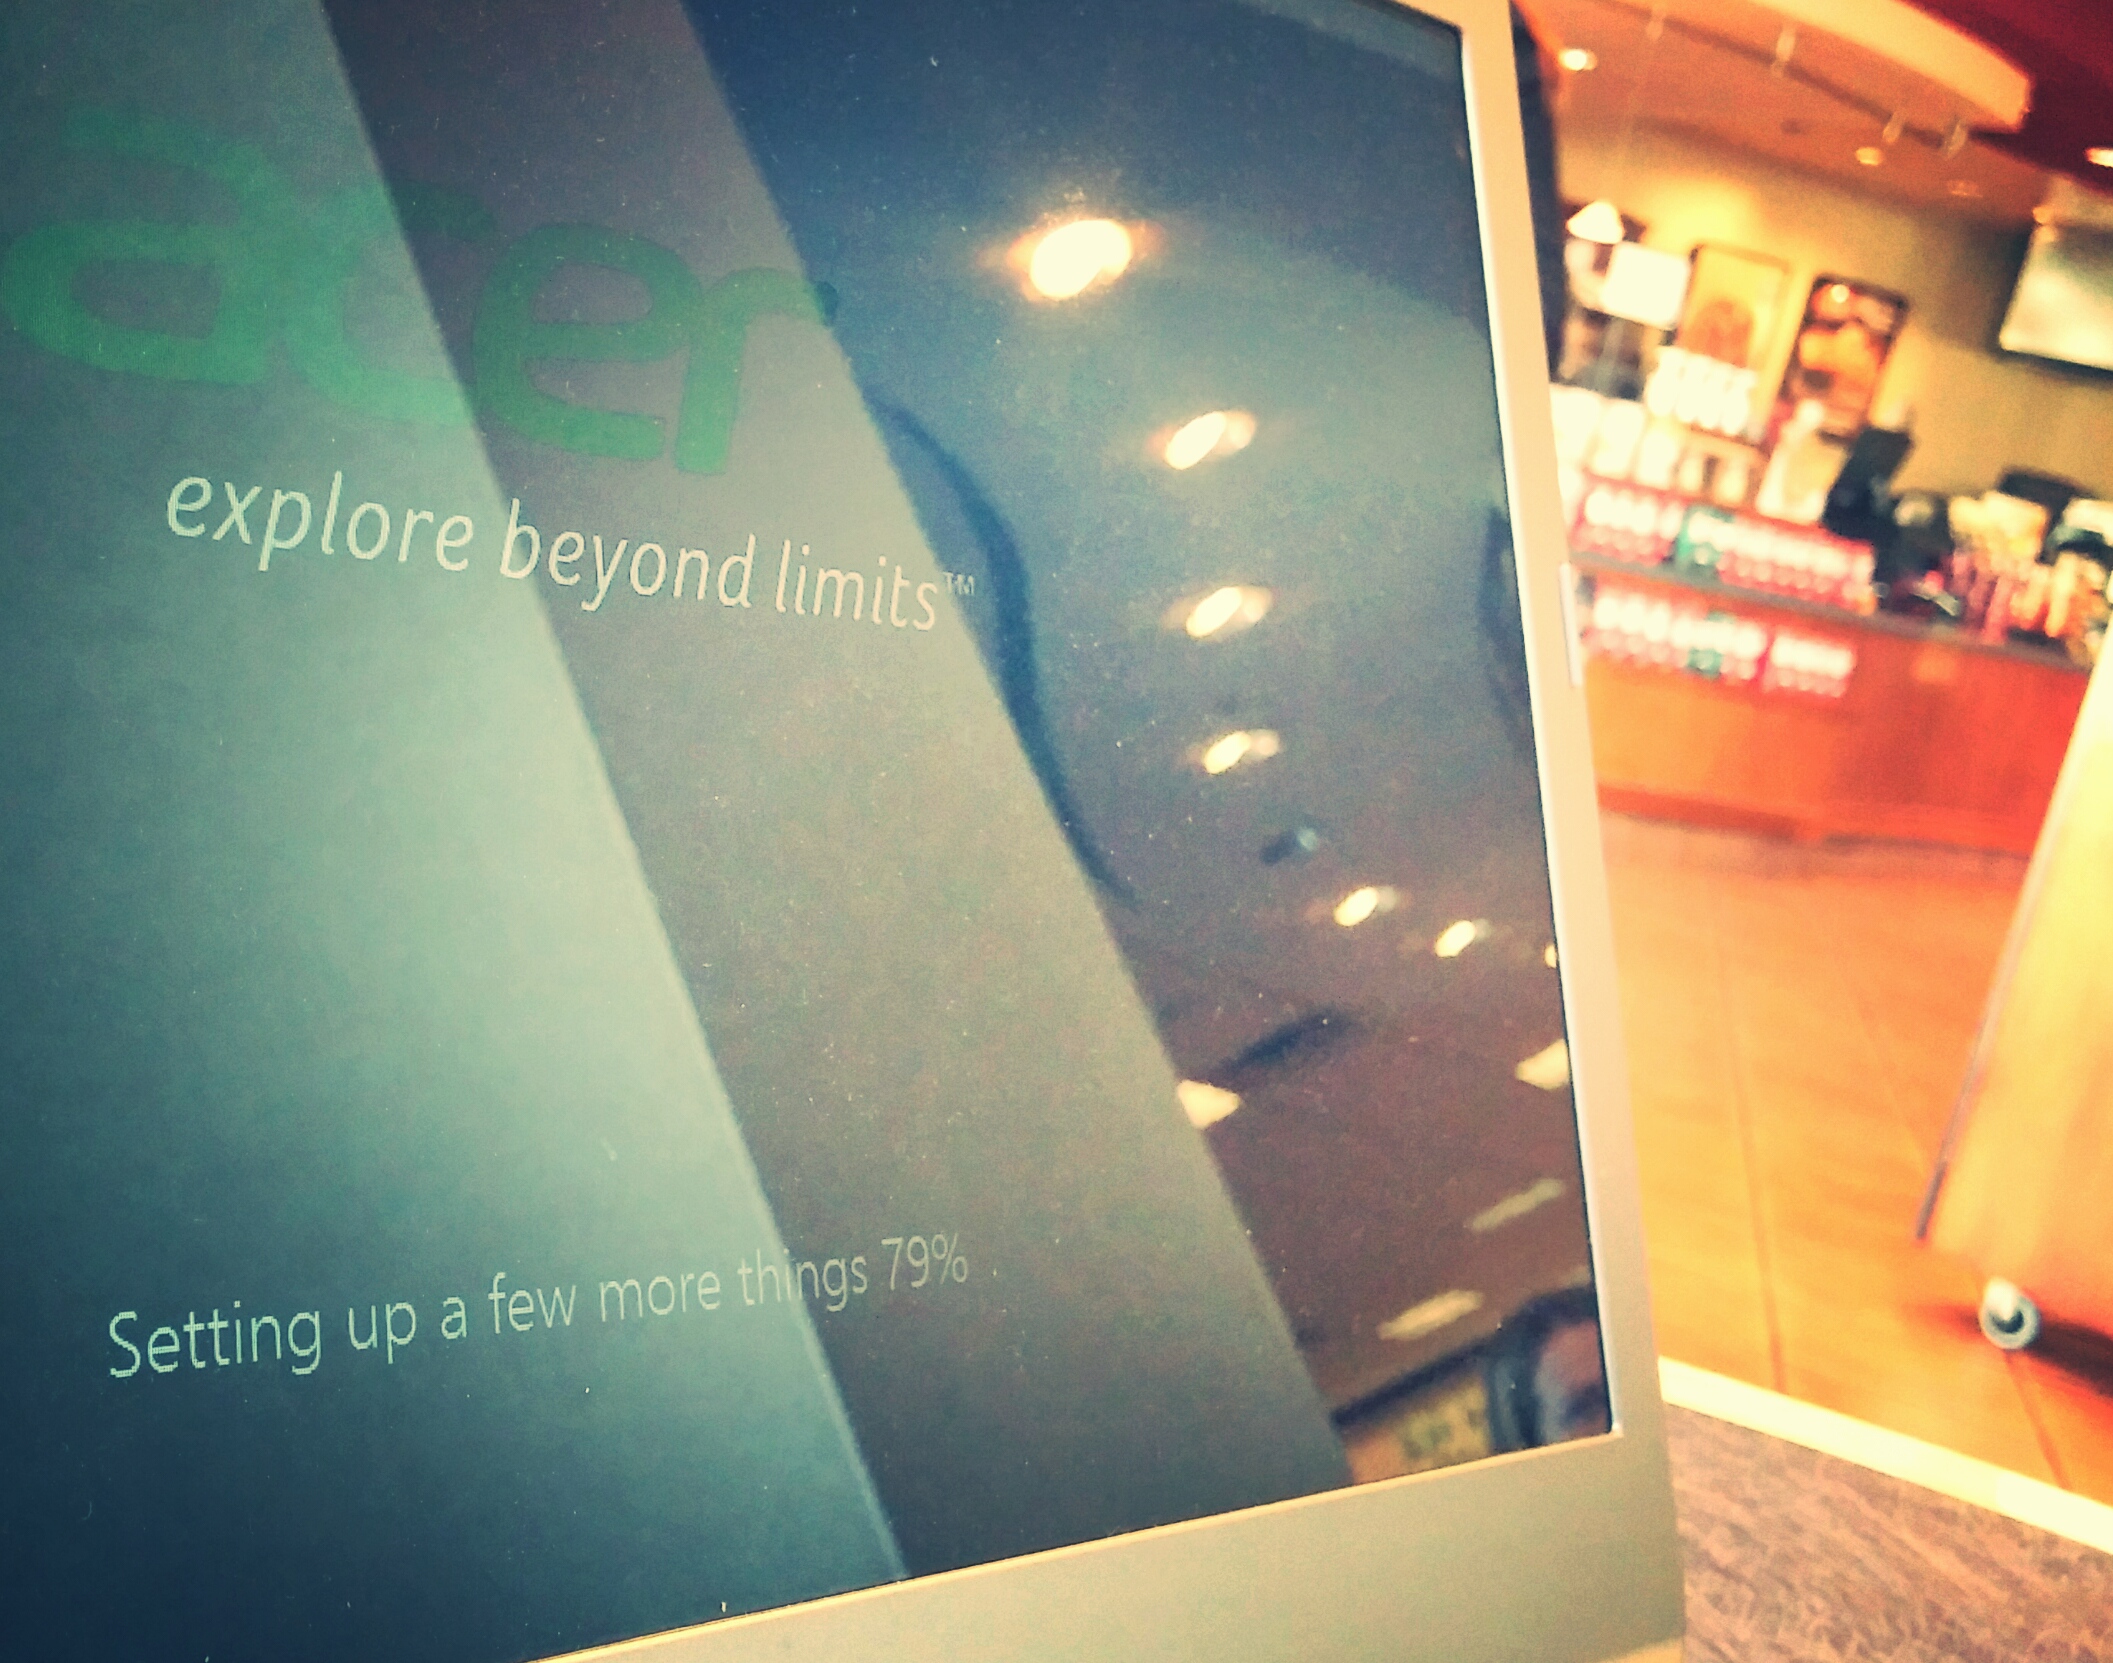 acer
explore beyond limits™
Setting up a few more things 79%